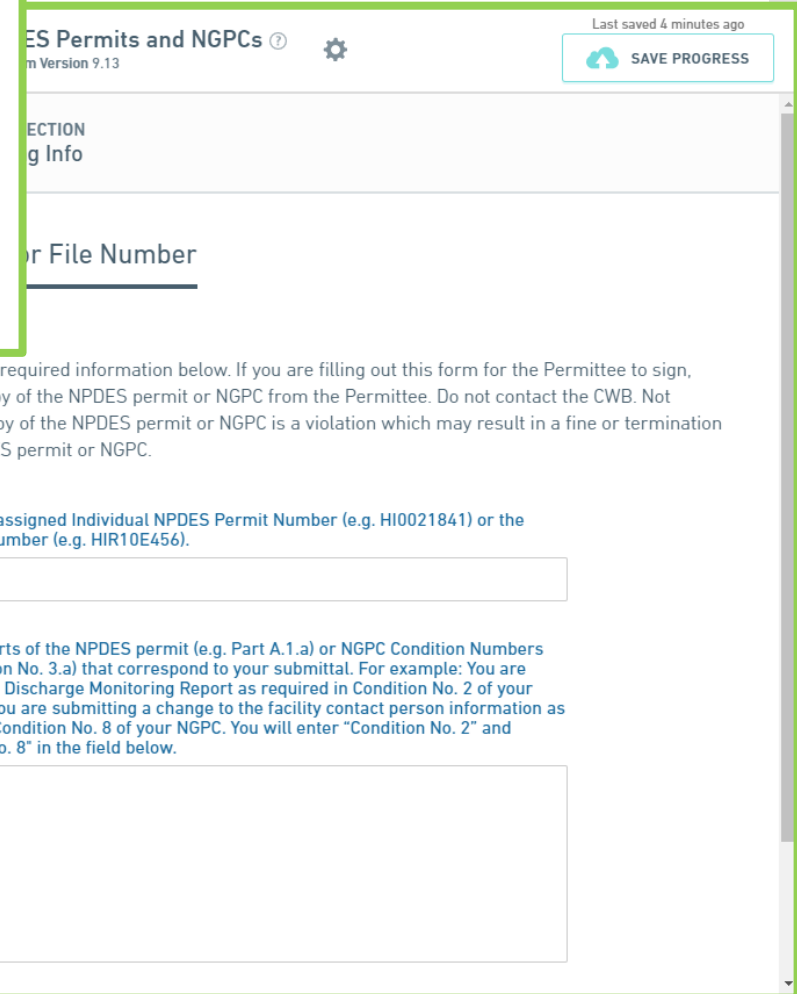 Last saved 4 minutes ago
ES Permits and NGPCs ?
m Version 9.13
SAVE PROGRESS
ECTION
g Info
or File Number
required information below. If you are filling out this form for the Permittee to sign,
y of the NPDES permit or NGPC from the Permittee. Do not contact the CWB. Not
py of the NPDES permit or NGPC is a violation which may result in a fine or termination
S permit or NGPC.
assigned Individual NPDES Permit Number (e.g. HI0021841) or the
umber (e.g. HIR10E456).
rts of the NPDES permit (e.g. Part A.1.a) or NGPC Condition Numbers
on No. 3.a) that correspond to your submittal. For example: You are
Discharge Monitoring Report as required in Condition No. 2 of your
ou are submitting a change to the facility contact person information as
Condition No. 8 of your NGPC. You will enter “Condition No. 2” and
o. 8" in the field below.